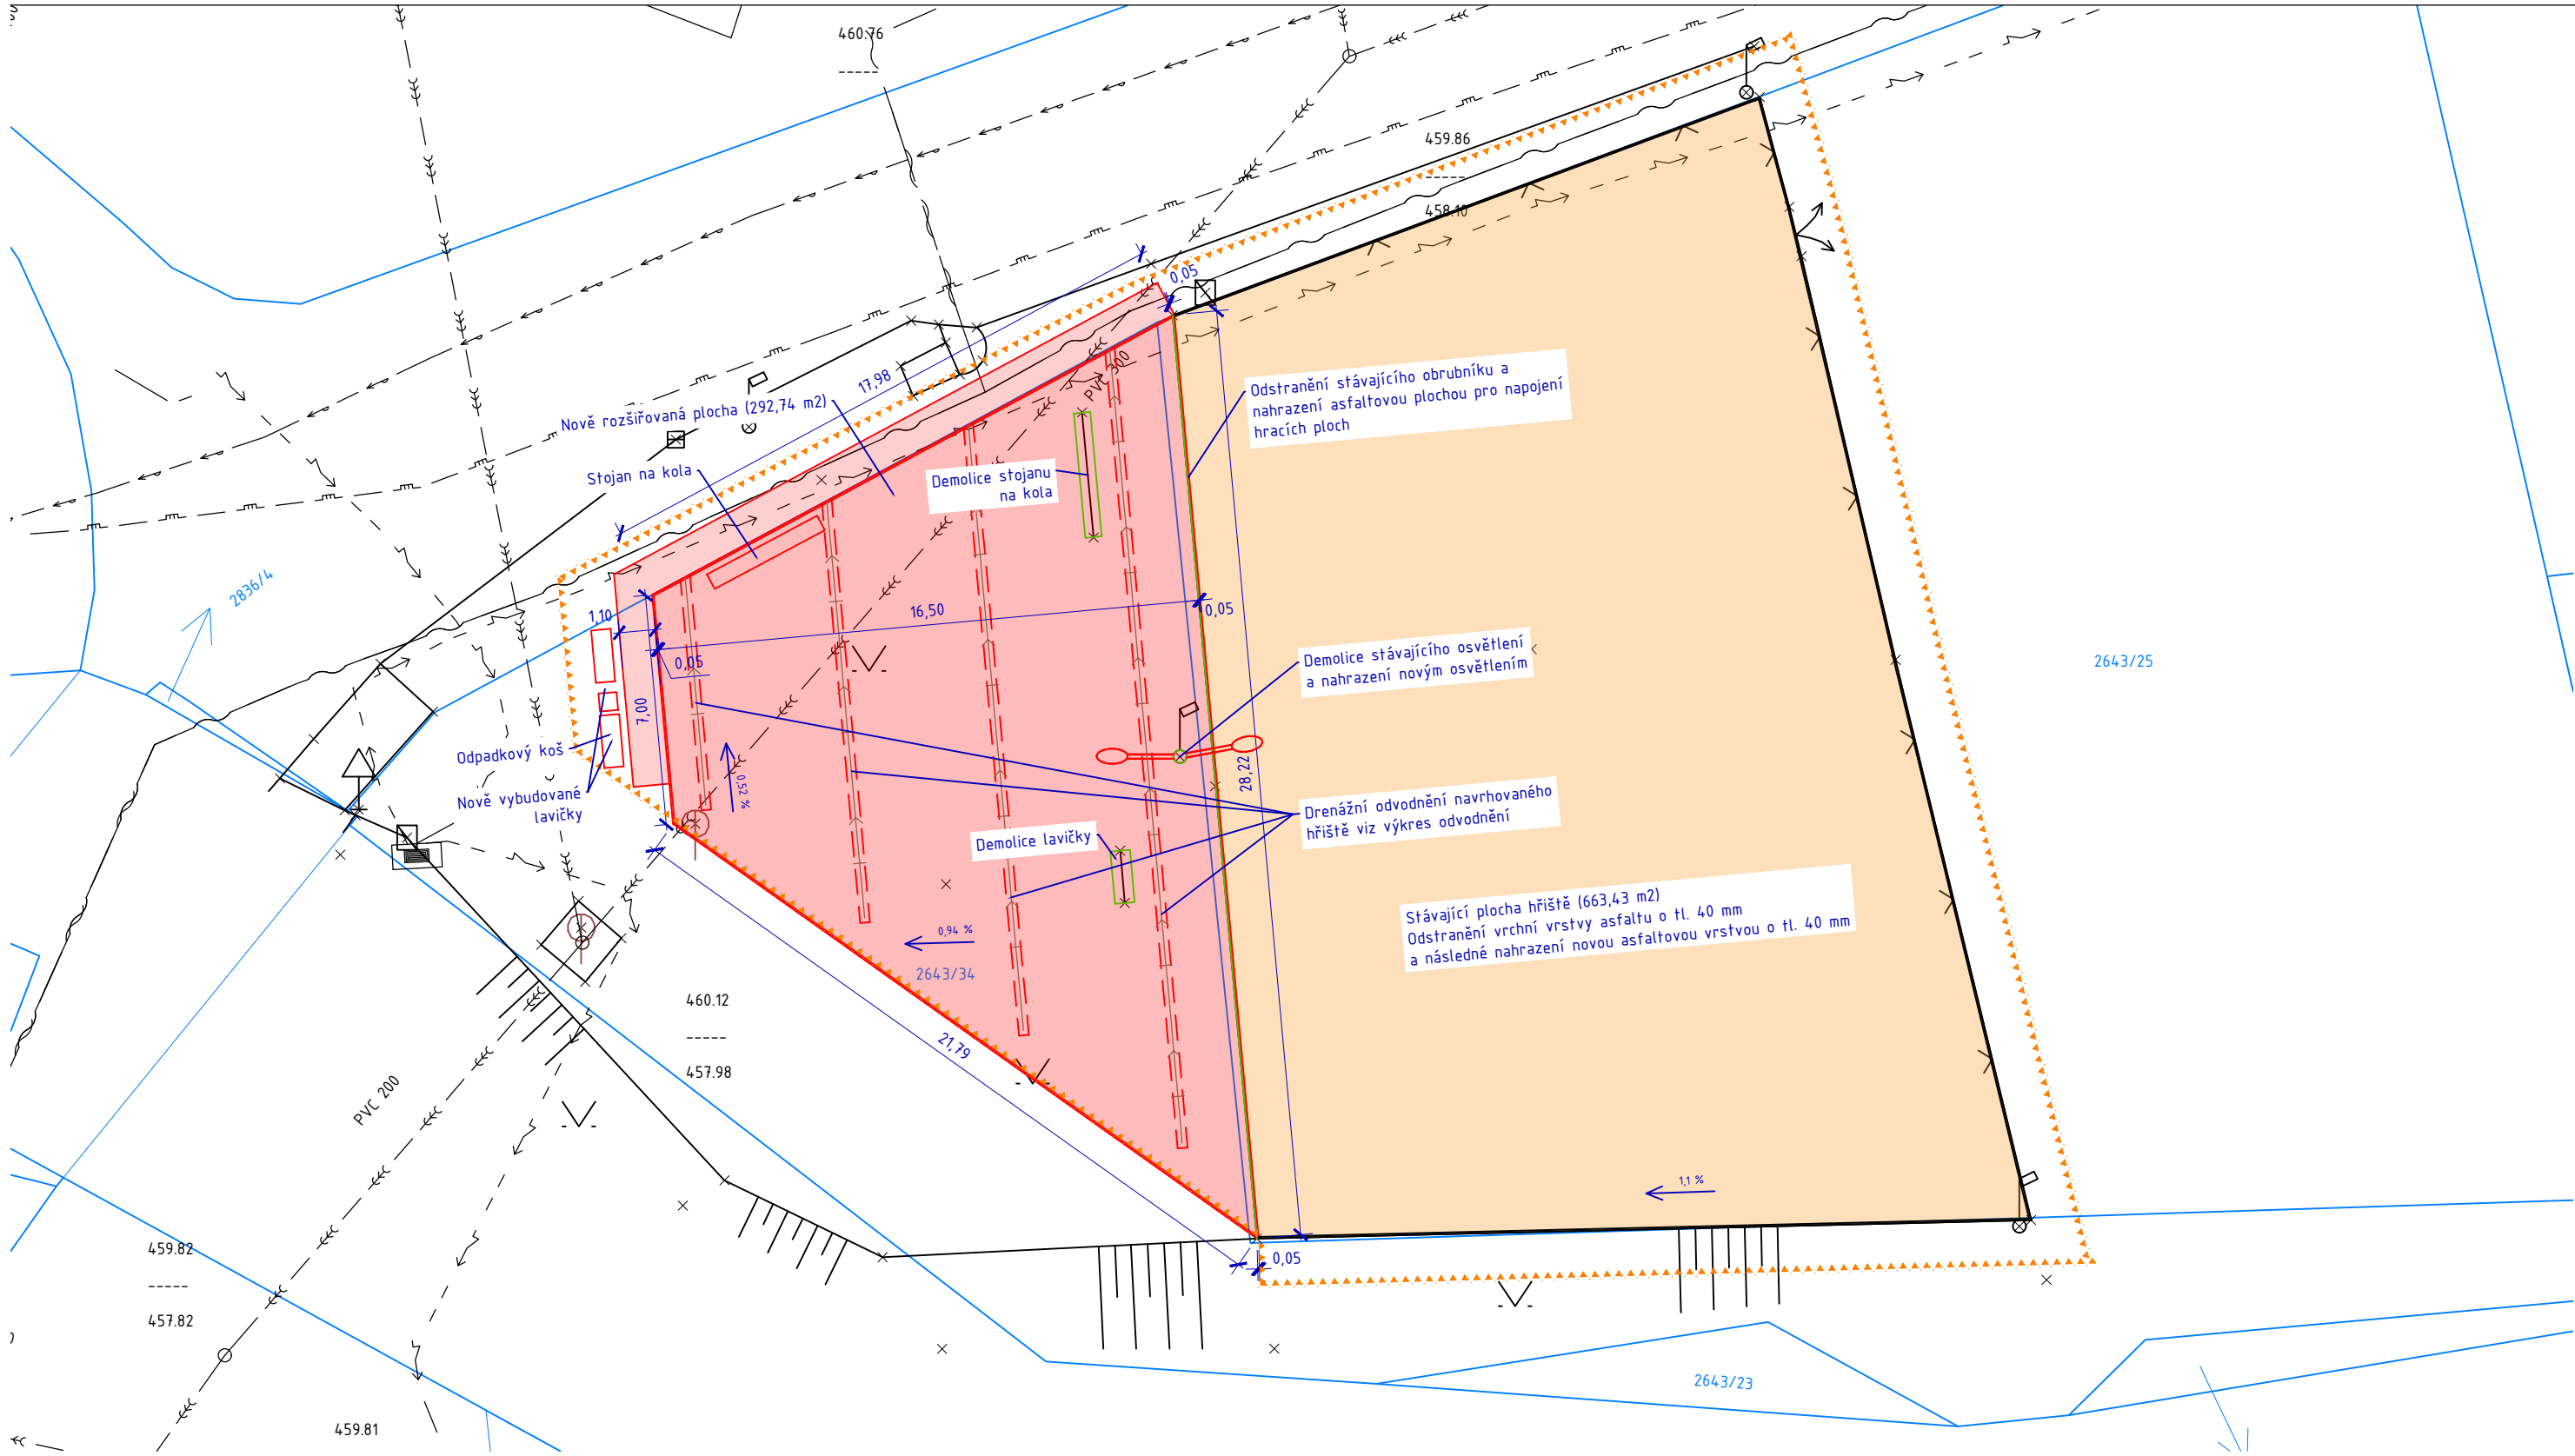 460.76
-----
459.86
-----
458.10
0,05
17,98
PVC 300
Nově rozšiřovaná plocha (292,74 m2)
Stojan na kola
Demolice stojanu
na kola
Odstranění stávajícího obrubníku a
nahrazení asfaltovou plochou pro napojení
hracích ploch
2836/4
1,10
16,50
0,05
0,05
7,00
Demolice stávajícího osvětlení
a nahrazení novým osvětlením
2643/25
Odpadkový koš
Nově vybudované
lavičky
0,52 %
28,22
Drenážní odvodnění navrhovaného
hřiště viz výkres odvodnění
Demolice lavičky
Stávající plocha hřiště (663,43 m2)
Odstranění vrchní vrstvy asfaltu o tl. 40 mm
a následné nahrazení novou asfaltovou vrstvou o tl. 40 mm
0,94 %
2643/34
460.12
-----
457.98
21,79
PVC 200
1,1 %
0,05
459.82
-----
457.82
2643/23
459.81